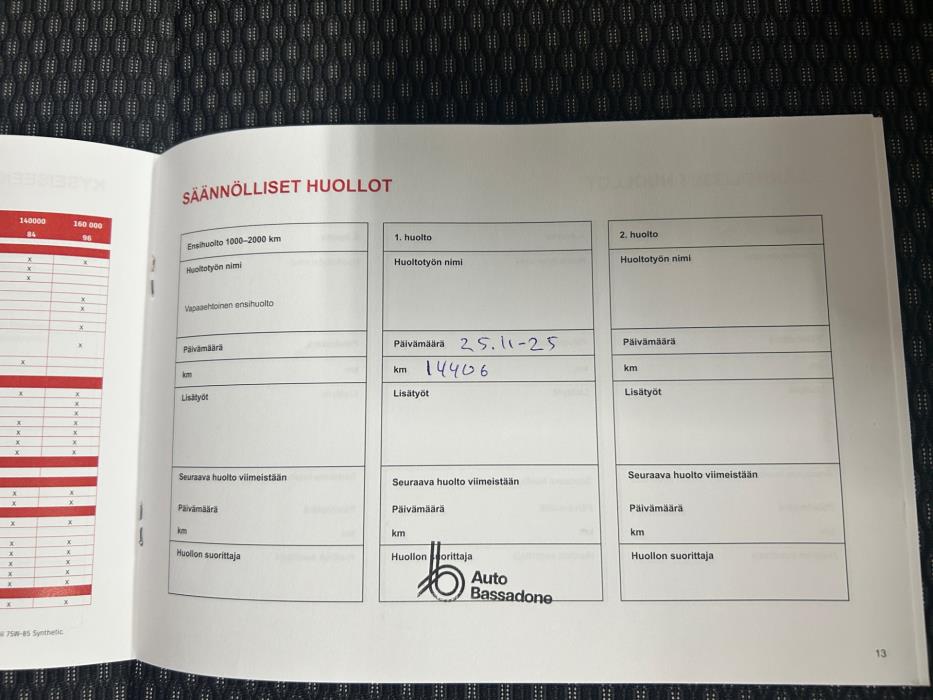 140000 160 000
84 96
x
x x
x
x
x
x
x
x
x x
x
x
x x
x x
x x
x x
x x
x x
x x
x x
x x
x x
x x
x x
x x
75W-85 Synthetic
SÄÄNNÖLLISET HUOLLOT
Ensihuolto 1000–2000 km
Huoltotyön nimi
Vapaaehtoinen ensihuolto
Päivämäärä
km
Lisätyöt
Seuraava huolto viimeistään
Päivämäärä
km
Huollon suorittaja
1. huolto
Huoltotyön nimi
Päivämäärä 25.11-25
km 14406
Lisätyöt
Seuraava huolto viimeistään
Päivämäärä
km
Huollon suorittaja
Auto
Bassadone
2. huolto
Huoltotyön nimi
Päivämäärä
km
Lisätyöt
Seuraava huolto viimeistään
Päivämäärä
km
Huollon suorittaja
13